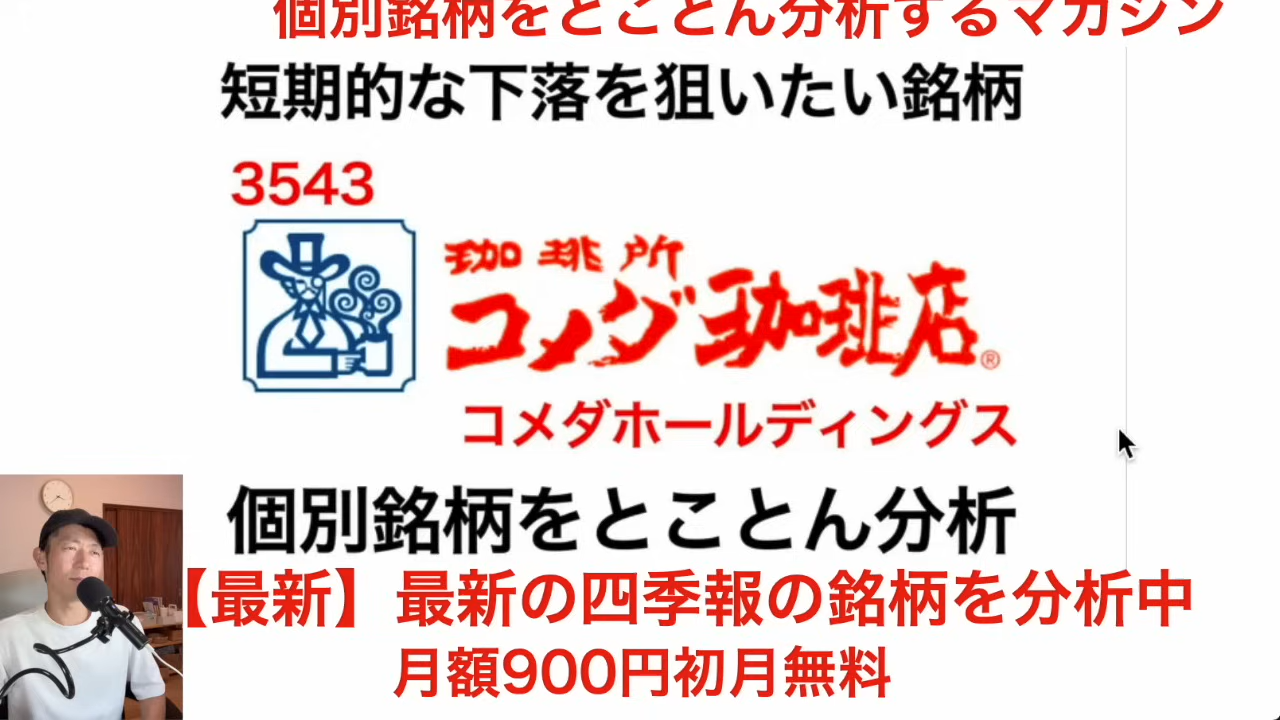 個別銘柄をとことん分析するマガジン
短期的な下落を狙いたい銘柄
3543
珈琲所
コメダ珈琲店®
コメダホールディングス
個別銘柄をとことん分析
【最新】最新の四季報の銘柄を分析中
月額900円初月無料